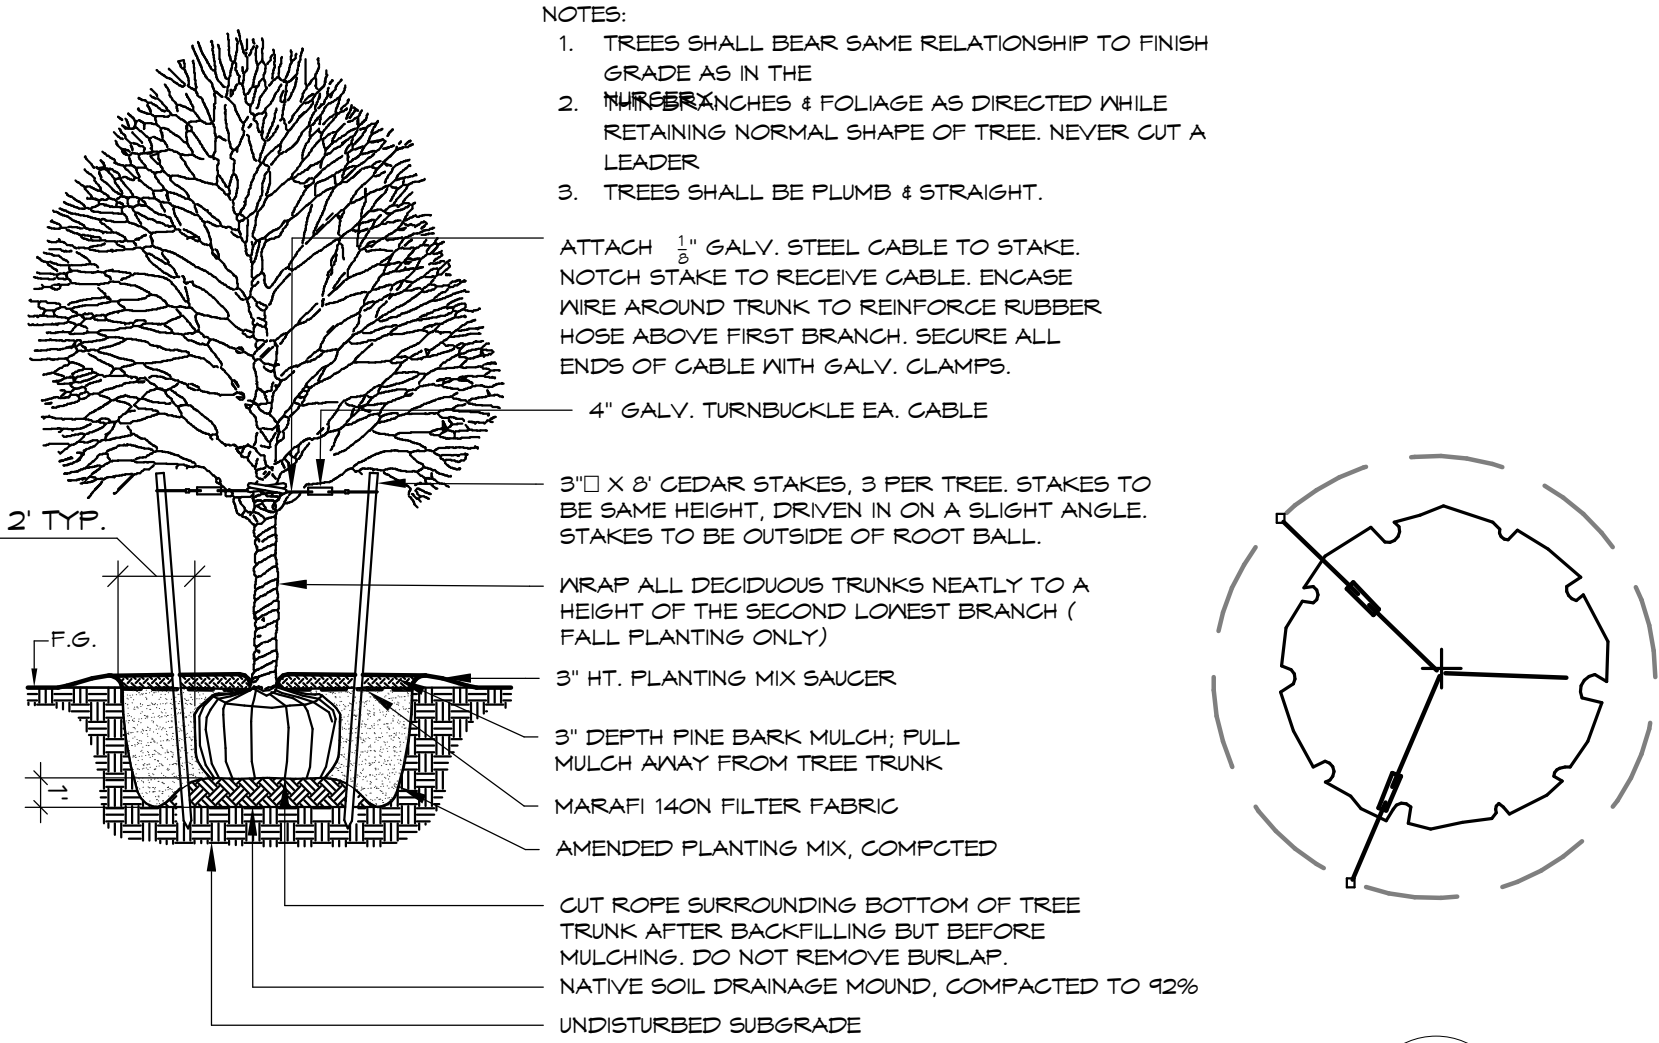 NOTES:
1. TREES SHALL BEAR SAME RELATIONSHIP TO FINISH
GRADE AS IN THE
NURSERY.
2. THIN BRANCHES & FOLIAGE AS DIRECTED WHILE
RETAINING NORMAL SHAPE OF TREE. NEVER CUT A
LEADER
3. TREES SHALL BE PLUMB & STRAIGHT.
ATTACH 1/8" GALV. STEEL CABLE TO STAKE.
NOTCH STAKE TO RECEIVE CABLE. ENCASE
WIRE AROUND TRUNK TO REINFORCE RUBBER
HOSE ABOVE FIRST BRANCH. SECURE ALL
ENDS OF CABLE WITH GALV. CLAMPS.
4" GALV. TURNBUCKLE EA. CABLE
3"□ X 8' CEDAR STAKES, 3 PER TREE. STAKES TO
BE SAME HEIGHT, DRIVEN IN ON A SLIGHT ANGLE.
STAKES TO BE OUTSIDE OF ROOT BALL.
2' TYP.
WRAP ALL DECIDUOUS TRUNKS NEATLY TO A
HEIGHT OF THE SECOND LOWEST BRANCH (
FALL PLANTING ONLY)
F.G.
3" HT. PLANTING MIX SAUCER
3" DEPTH PINE BARK MULCH; PULL
MULCH AWAY FROM TREE TRUNK
1'
MARAFI 140N FILTER FABRIC
AMENDED PLANTING MIX, COMPCTED
CUT ROPE SURROUNDING BOTTOM OF TREE
TRUNK AFTER BACKFILLING BUT BEFORE
MULCHING. DO NOT REMOVE BURLAP.
NATIVE SOIL DRAINAGE MOUND, COMPACTED TO 92%
UNDISTURBED SUBGRADE